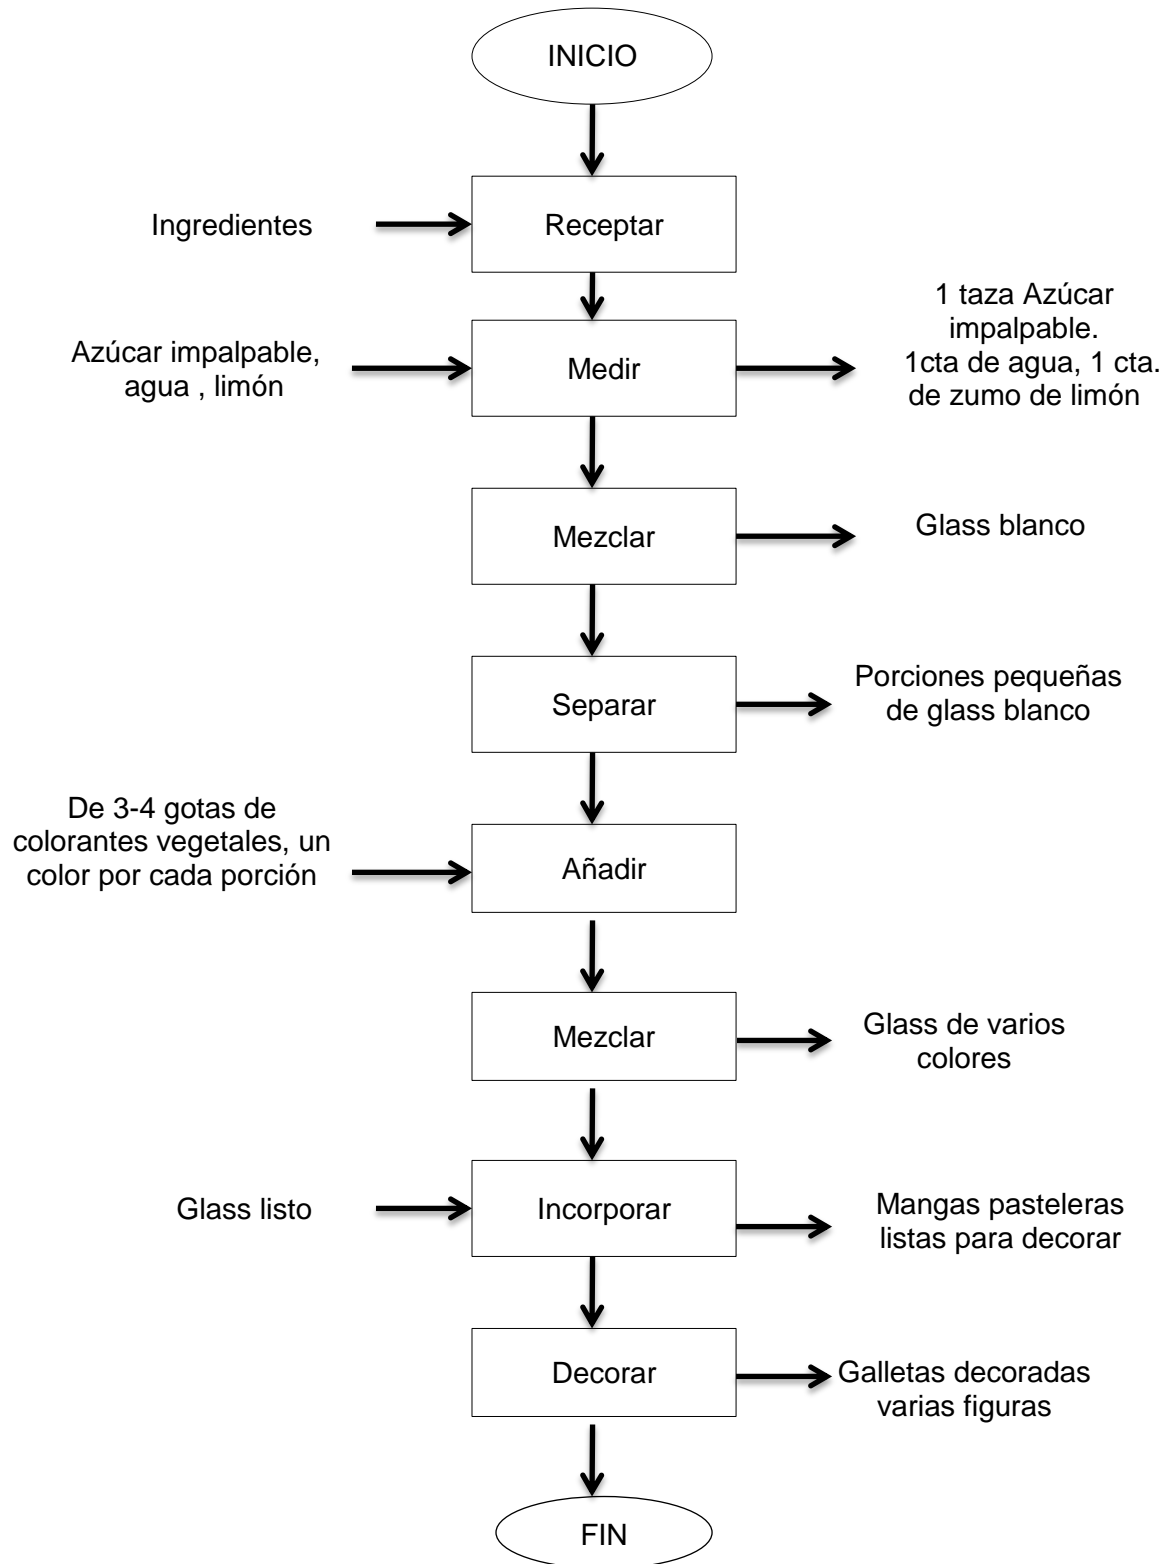 INICIO
Ingredientes
Receptar
Azúcar impalpable,
agua , limón
Medir
1 taza Azúcar
impalpable.
1cta de agua, 1 cta.
de zumo de limón
Mezclar
Glass blanco
Separar
Porciones pequeñas
de glass blanco
De 3-4 gotas de
colorantes vegetales, un
color por cada porción
Añadir
Mezclar
Glass de varios
colores
Glass listo
Incorporar
Mangas pasteleras
listas para decorar
Decorar
Galletas decoradas
varias figuras
FIN